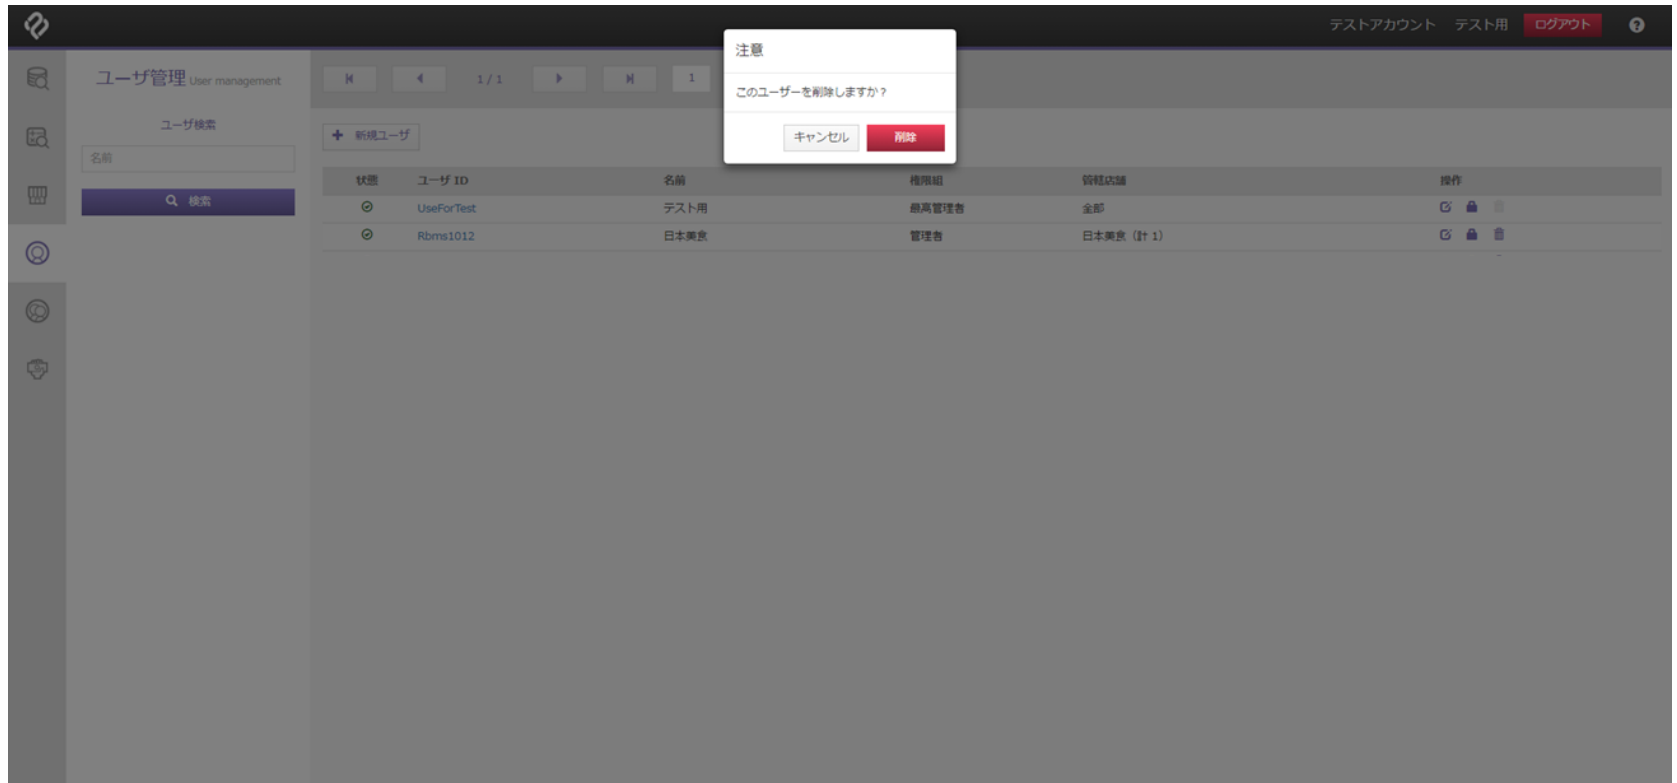 テストアカウント テスト用 ログアウト
ユーザ管理 User management
ユーザ検索
名前
検索
1 / 1 1
新規ユーザ
注意
このユーザーを削除しますか？
キャンセル 削除
状態 ユーザ ID 名前 権限組 管轄店舗 操作
UseForTest テスト用 最高管理者 全部
Rbms1012 日本美食 管理者 日本美食（計 1）